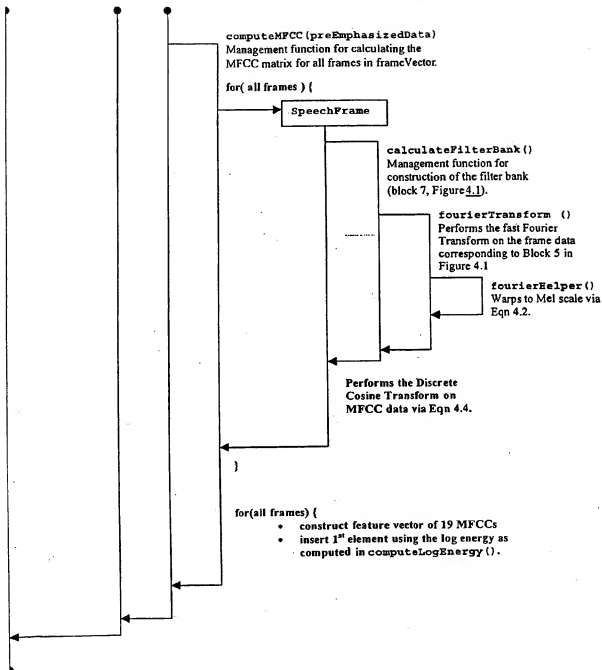 computeMFCC(preEmphasizedData)
Management function for calculating the
MFCC matrix for all frames in frameVector.
for( all frames ) {
SpeechFrame
calculateFilterBank()
Management function for
construction of the filter bank
(block 7, Figure 4.1).
fourierTransform ()
Performs the fast Fourier
Transform on the frame data
corresponding to Block 5 in
Figure 4.1
fourierHelper()
Warps to Mel scale via
Eqn 4.2.
Performs the Discrete
Cosine Transform on
MFCC data via Eqn 4.4.
}
for(all frames) {
• construct feature vector of 19 MFCCs
• insert 1st element using the log energy as
computed in computeLogEnergy().